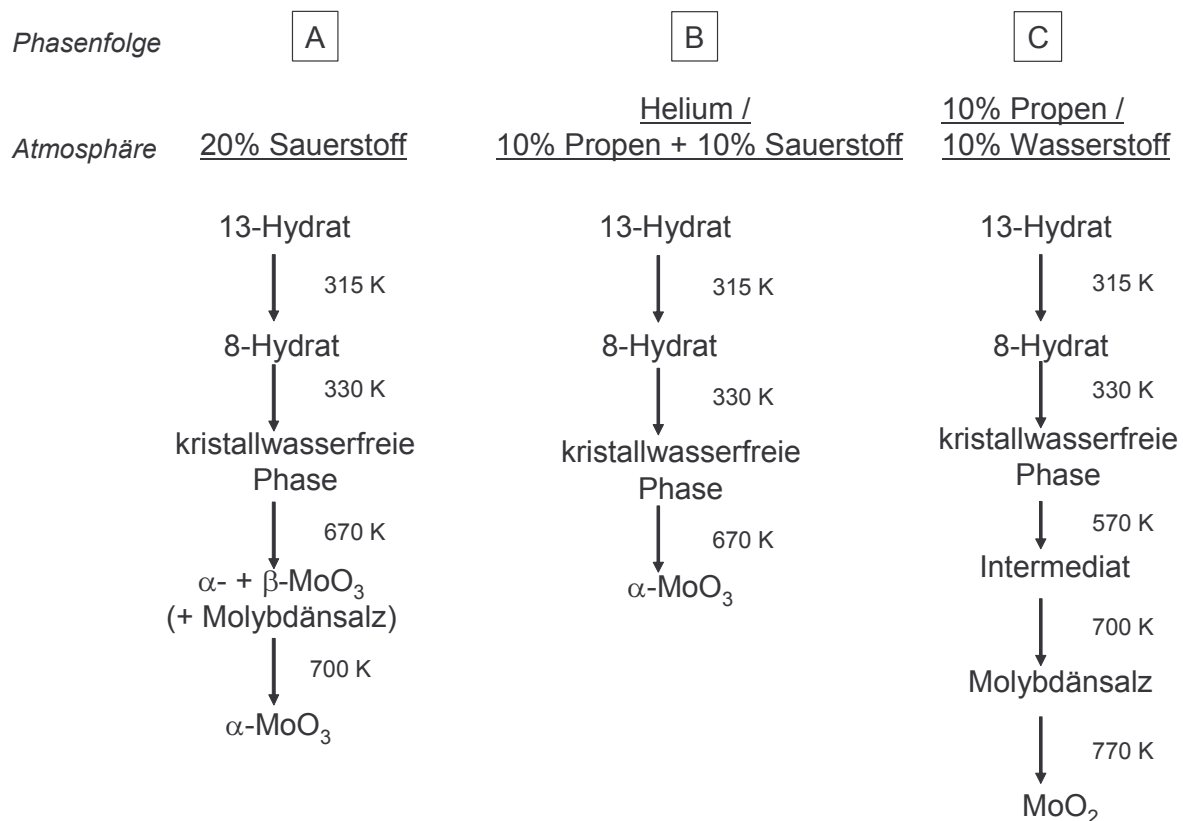 Phasenfolge
A
B
C
Atmosphäre
20% Sauerstoff
Helium /
10% Propen + 10% Sauerstoff
10% Propen /
10% Wasserstoff
13-Hydrat
315 K
8-Hydrat
330 K
kristallwasserfreie
Phase
670 K
α- + β-MoO₃
(+ Molybdänsalz)
700 K
α-MoO₃
13-Hydrat
315 K
8-Hydrat
330 K
kristallwasserfreie
Phase
670 K
α-MoO₃
13-Hydrat
315 K
8-Hydrat
330 K
kristallwasserfreie
Phase
570 K
Intermediat
700 K
Molybdänsalz
770 K
MoO₂